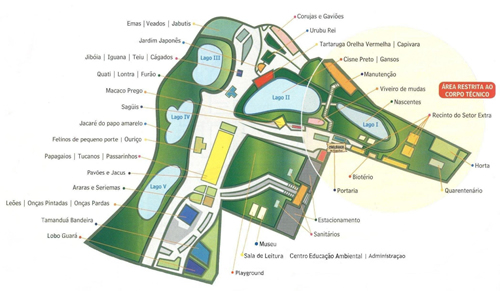 Emas | Veados | Jabutis
Jardim Japonês
Jibóia | Iguana | Teiu | Cágados
Quati | Lontra | Furão
Macaco Prego
Sagüis
Jacaré do papo amarelo
Felinos de pequeno porte | Ouriço
Papagaios | Tucanos | Passarinhos
Pavões e Jacus
Araras e Seriemas
Leões | Onças Pintadas | Onças Pardas
Tamanduá Bandeira
Lobo Guará
Corujas e Gaviões
Urubu Rei
Tartaruga Orelha Vermelha | Capivara
Cisne Preto | Gansos
Manutenção
Viveiro de mudas
Nascentes
ÁREA RESTRITA AO
CORPO TÉCNICO
Recinto do Setor Extra
Horta
Quarentenário
Biotério
Portaria
Estacionamento
Sanitários
Museu
Sala de Leitura
Centro Educação Ambiental | Administraçao
Playground
Lago III
Lago II
Lago I
Lago IV
Lago V